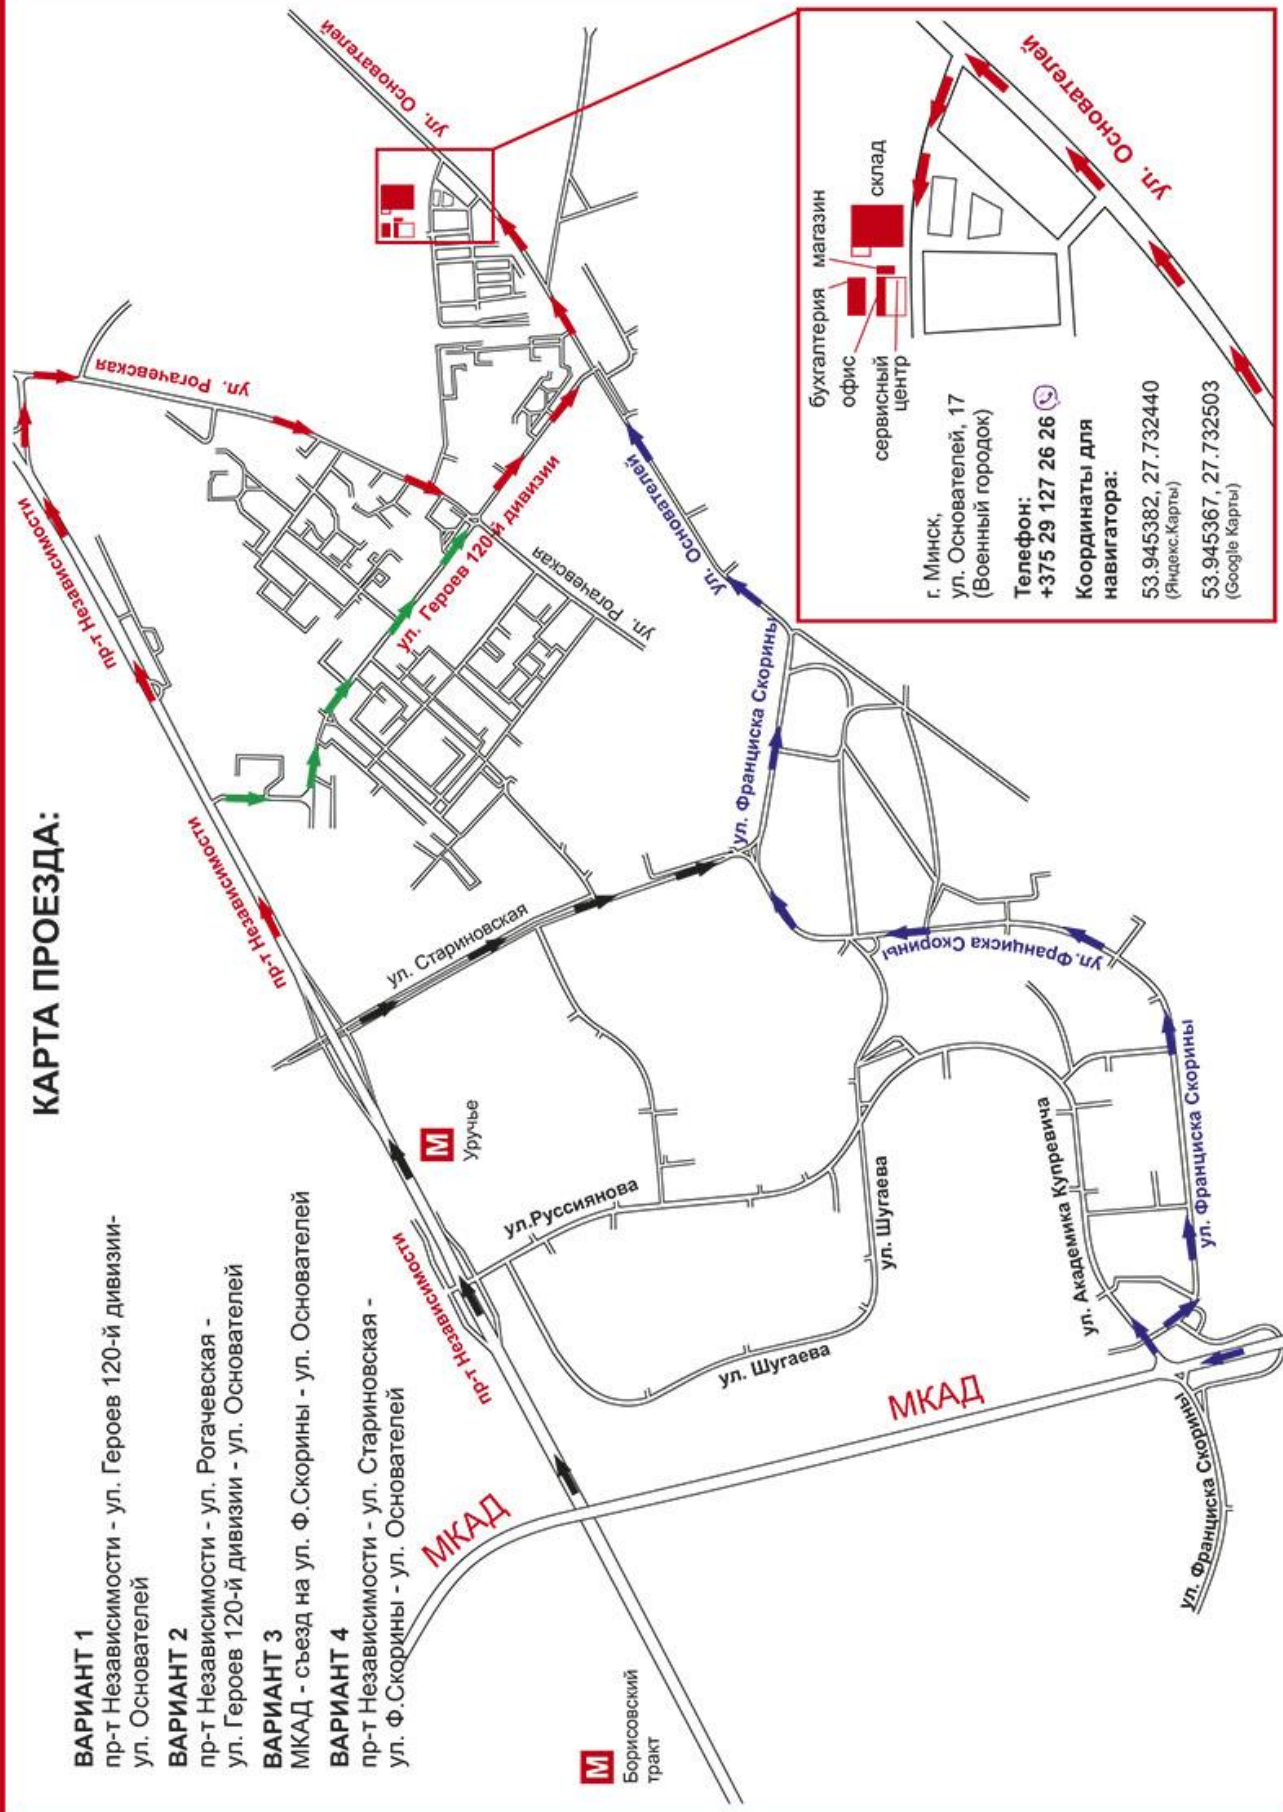 КАРТА ПРОЕЗДА:
ВАРИАНТ 1
пр-т Независимости - ул. Героев 120-й дивизии-
ул. Основателей
ВАРИАНТ 2
пр-т Независимости - ул. Рогачевская -
ул. Героев 120-й дивизии - ул. Основателей
ВАРИАНТ 3
МКАД - съезд на ул. Ф.Скорины - ул. Основателей
ВАРИАНТ 4
пр-т Независимости - ул. Стариновская -
ул. Ф.Скорины - ул. Основателей
М
Борисовский
тракт
МКАД
МКАД
пр-т Независимости
М
Уручье
ул.Руссиянова
ул. Шугаева
ул. Шугаева
ул. Академика Купревича
ул. Франциска Скорины
ул. Франциска Скорины
ул. Франциска Скорины
ул. Франциска Скорины
ул. Стариновская
пр-т Независимости
пр-т Независимости
ул. Рогачевская
ул. Героев 120-й дивизии
ул. Рогачевская
ул. Основателей
ул. Основателей
бухгалтерия
магазин
офис
склад
сервисный
центр
ул. Основателей
г. Минск,
ул. Основателей, 17
(Военный городок)
Телефон:
+375 29 127 26 26
Координаты для
навигатора:
53.945382, 27.732440
(Яндекс.Карты)
53.945367, 27.732503
(Google Карты)